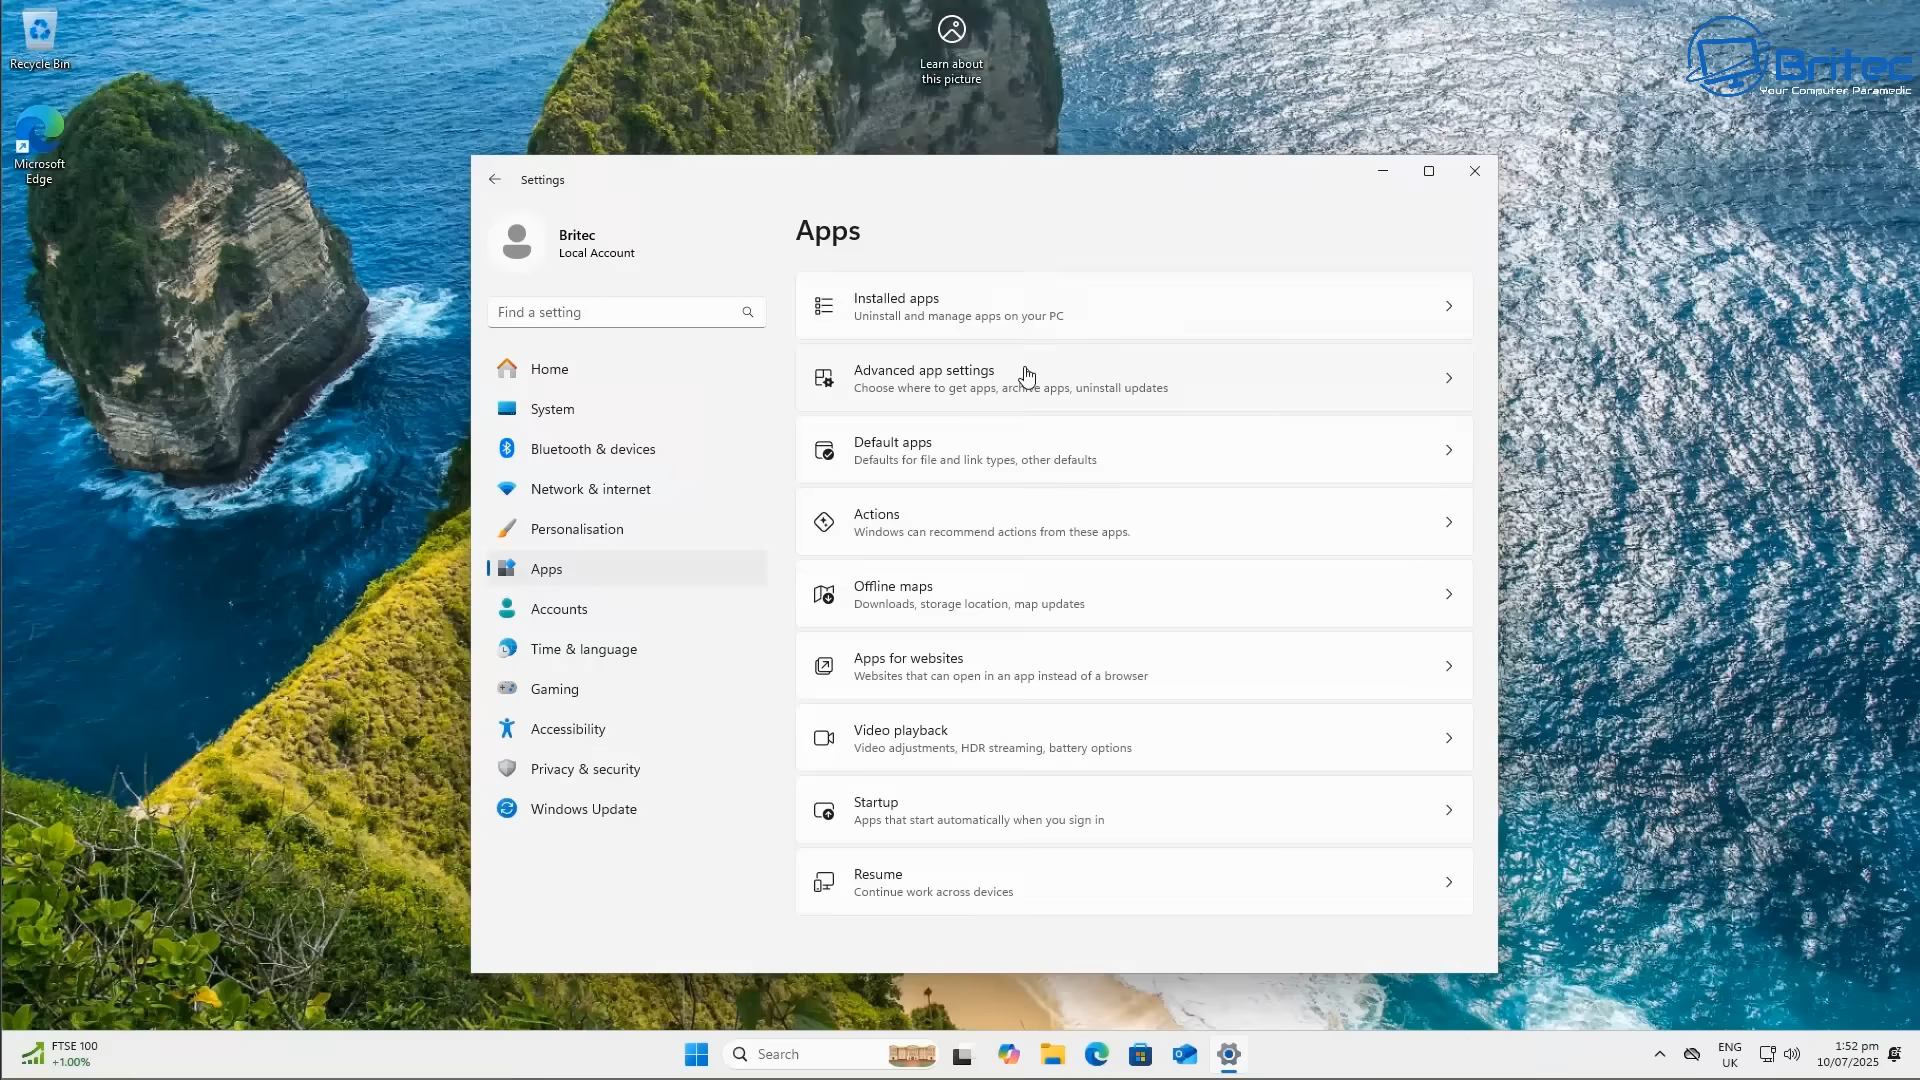 Recycle Bin
Microsoft
Edge
Learn about
this picture
Britec
Your Computer Paramedic
Settings
Britec
Local Account
Find a setting
Home
System
Bluetooth & devices
Network & internet
Personalisation
Apps
Accounts
Time & language
Gaming
Accessibility
Privacy & security
Windows Update
Apps
Installed apps
Uninstall and manage apps on your PC
Advanced app settings
Choose where to get apps, archive apps, uninstall updates
Default apps
Defaults for file and link types, other defaults
Actions
Windows can recommend actions from these apps.
Offline maps
Downloads, storage location, map updates
Apps for websites
Websites that can open in an app instead of a browser
Video playback
Video adjustments, HDR streaming, battery options
Startup
Apps that start automatically when you sign in
Resume
Continue work across devices
FTSE 100
+1.00%
Search
ENG
UK
1:52 pm
10/07/2025